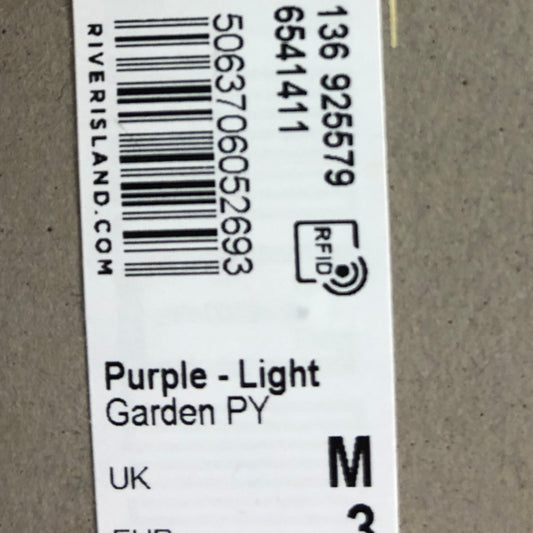 136 925579
6541411
5063706052693
RIVERISLAND.COM
RFID
Purple - Light
Garden PY
UK M